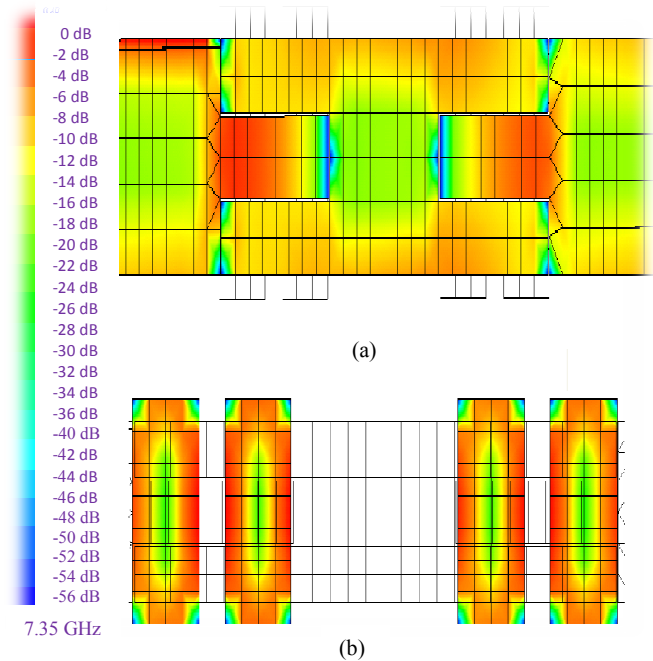 0 dB
-2 dB
-4 dB
-6 dB
-8 dB
-10 dB
-12 dB
-14 dB
-16 dB
-18 dB
-20 dB
-22 dB
-24 dB
-26 dB
-28 dB
-30 dB
-32 dB
-34 dB
-36 dB
-40 dB
-42 dB
-44 dB
-46 dB
-48 dB
-50 dB
-52 dB
-54 dB
-56 dB
7.35 GHz
(a)
(b)